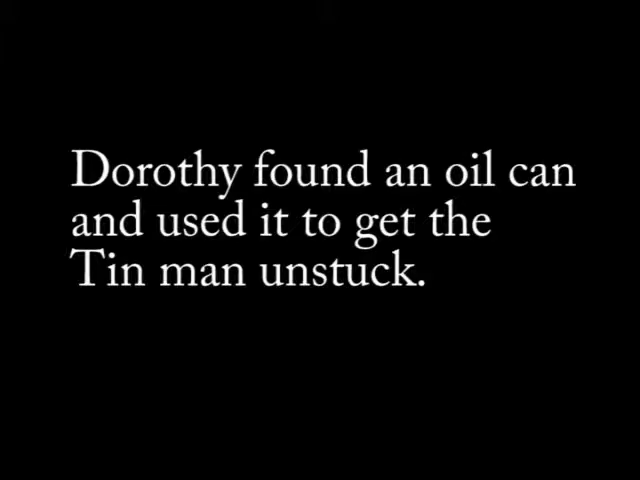 Dorothy found an oil can
and used it to get the
Tin man unstuck.